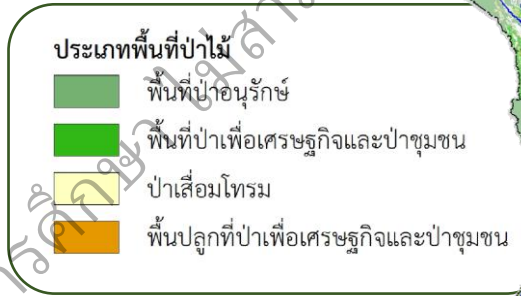 ประเภทพื้นที่ป่าไม้
พื้นที่ป่าอนุรักษ์
พื้นที่ป่าเพื่อเศรษฐกิจและป่าชุมชน
ป่าเสื่อมโทรม
พื้นปลูกที่ป่าเพื่อเศรษฐกิจและป่าชุมชน